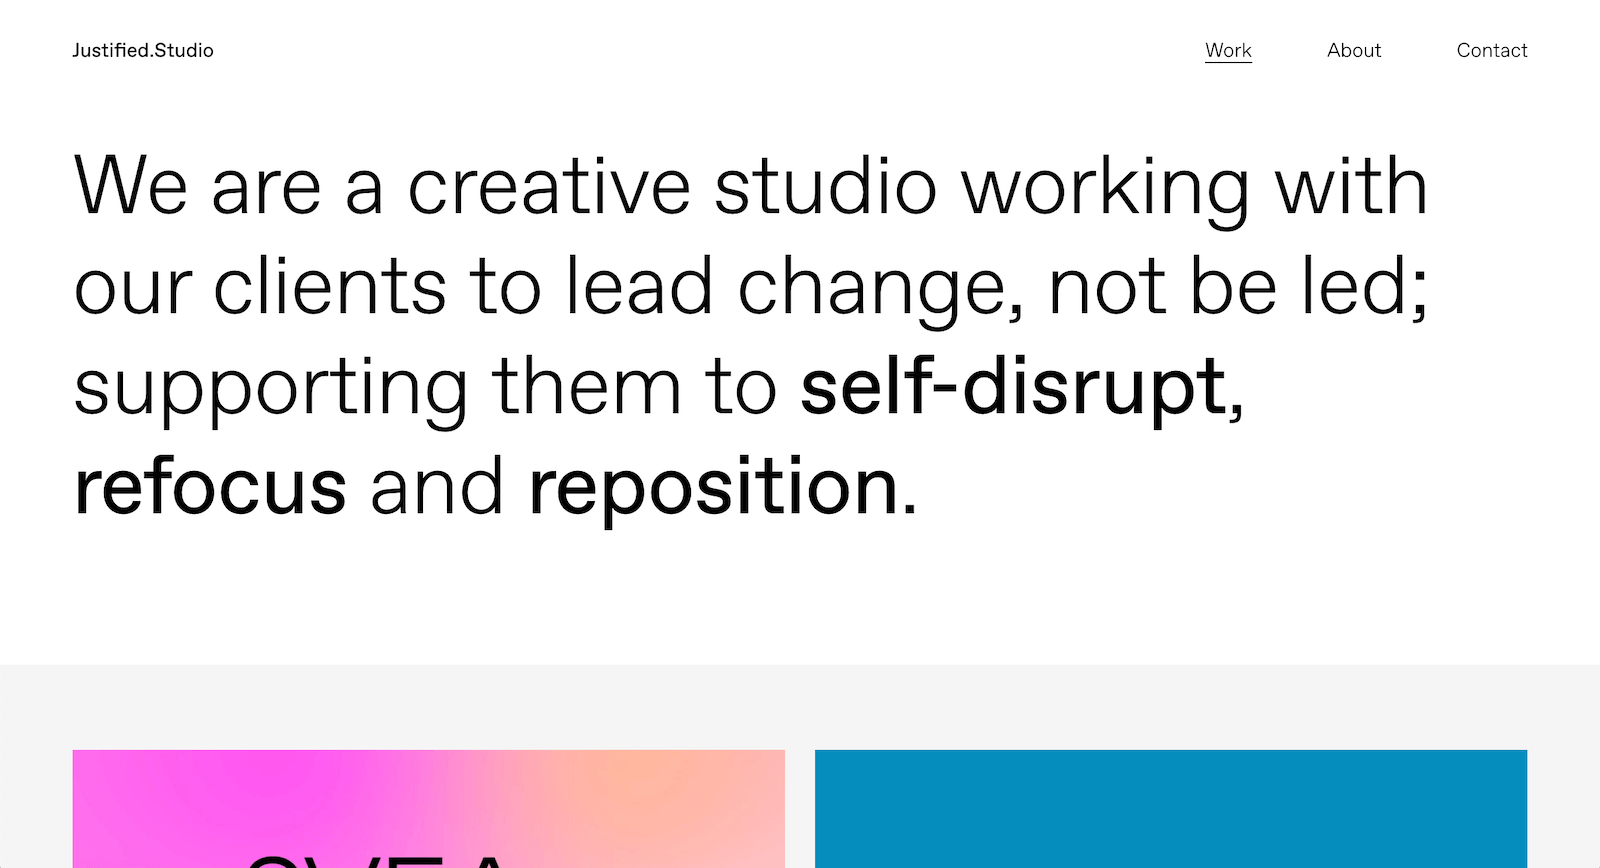 Justified.Studio
Work
About
Contact
We are a creative studio working with
our clients to lead change, not be led;
supporting them to self-disrupt,
refocus and reposition.